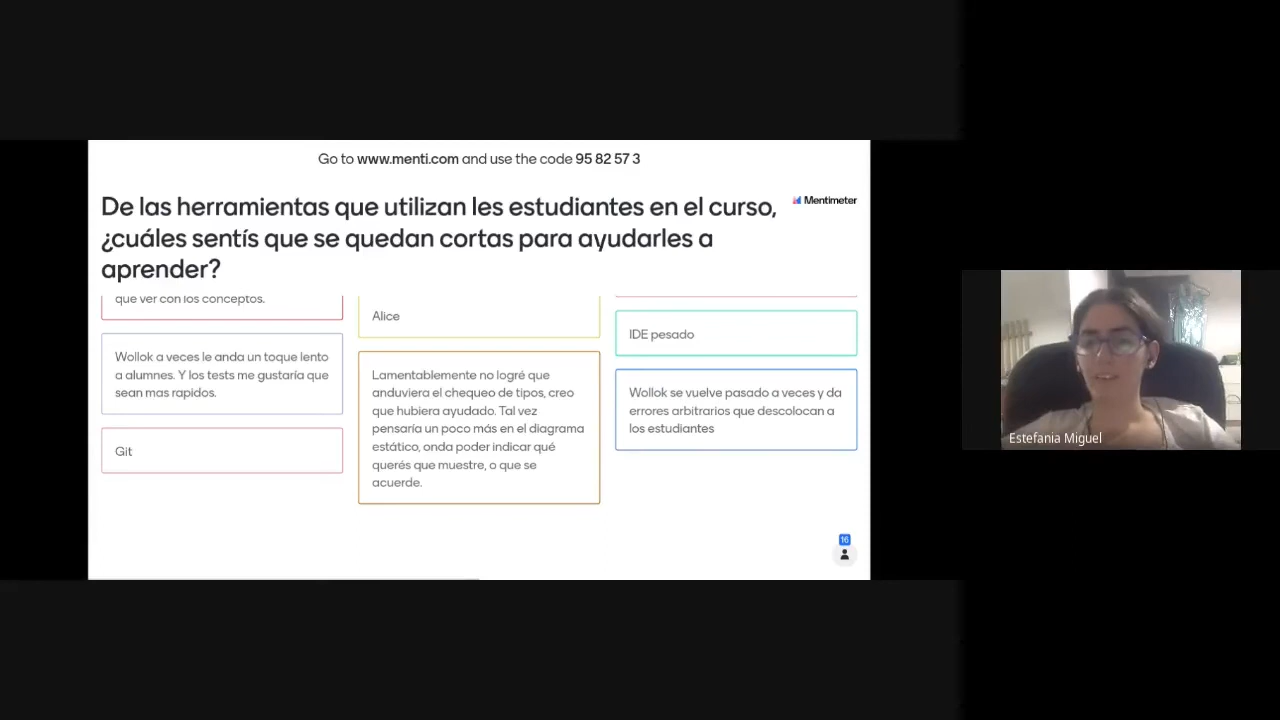 Go to www.menti.com and use the code 95 82 57 3
De las herramientas que utilizan les estudiantes en el curso,
¿cuáles sentís que se quedan cortas para ayudarles a
aprender?
Mentimeter
que ver con los conceptos.
Wollok a veces le anda un toque lento
a alumnes. Y los tests me gustaría que
sean mas rapidos.
Git
Alice
Lamentablemente no logré que
anduviera el chequeo de tipos, creo
que hubiera ayudado. Tal vez
pensaría un poco más en el diagrama
estático, onda poder indicar qué
querés que muestre, o que se
acuerde.
IDE pesado
Wollok se vuelve pasado a veces y da
errores arbitrarios que descolocan a
los estudiantes
16
Estefania Miguel